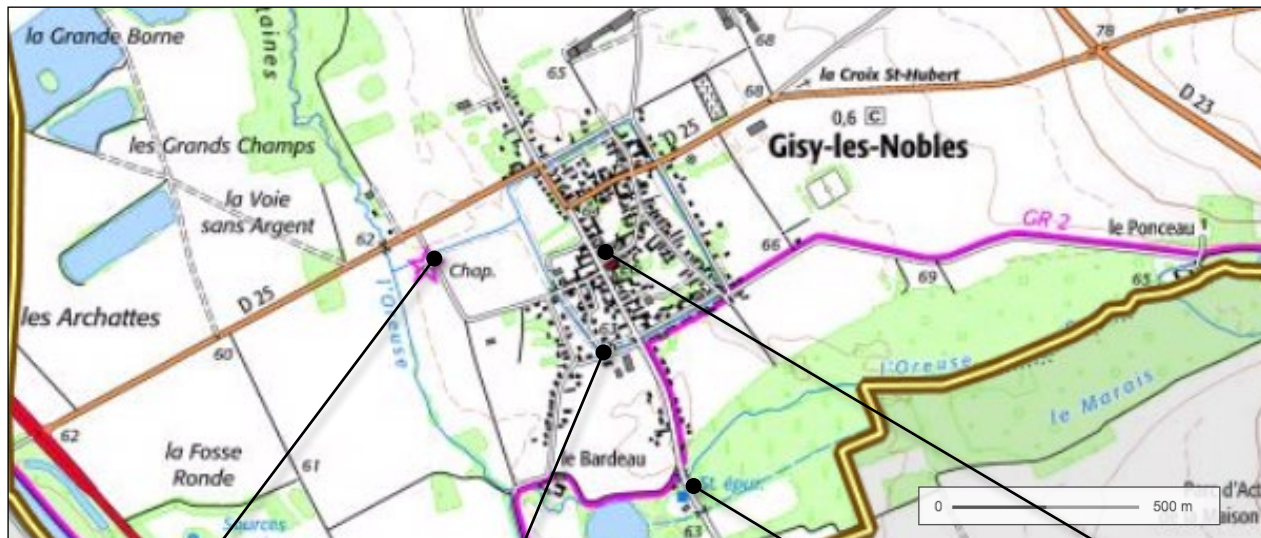 la Grande Borne
65
68
78
la Croix St-Hubert
68
D 23
D 25
0,6 C
Gisy-les-Nobles
les Grands Champs
la Voie
sans Argent
62
Chap.
GR 2
le Ponceau
66
69
65
l'Oreuse
D 25
les Archattes
60
63
l'Oreuse
le Marais
62
la Fosse
Ronde
61
le Bardeau
St. épur.
Sources
63
0 500 m